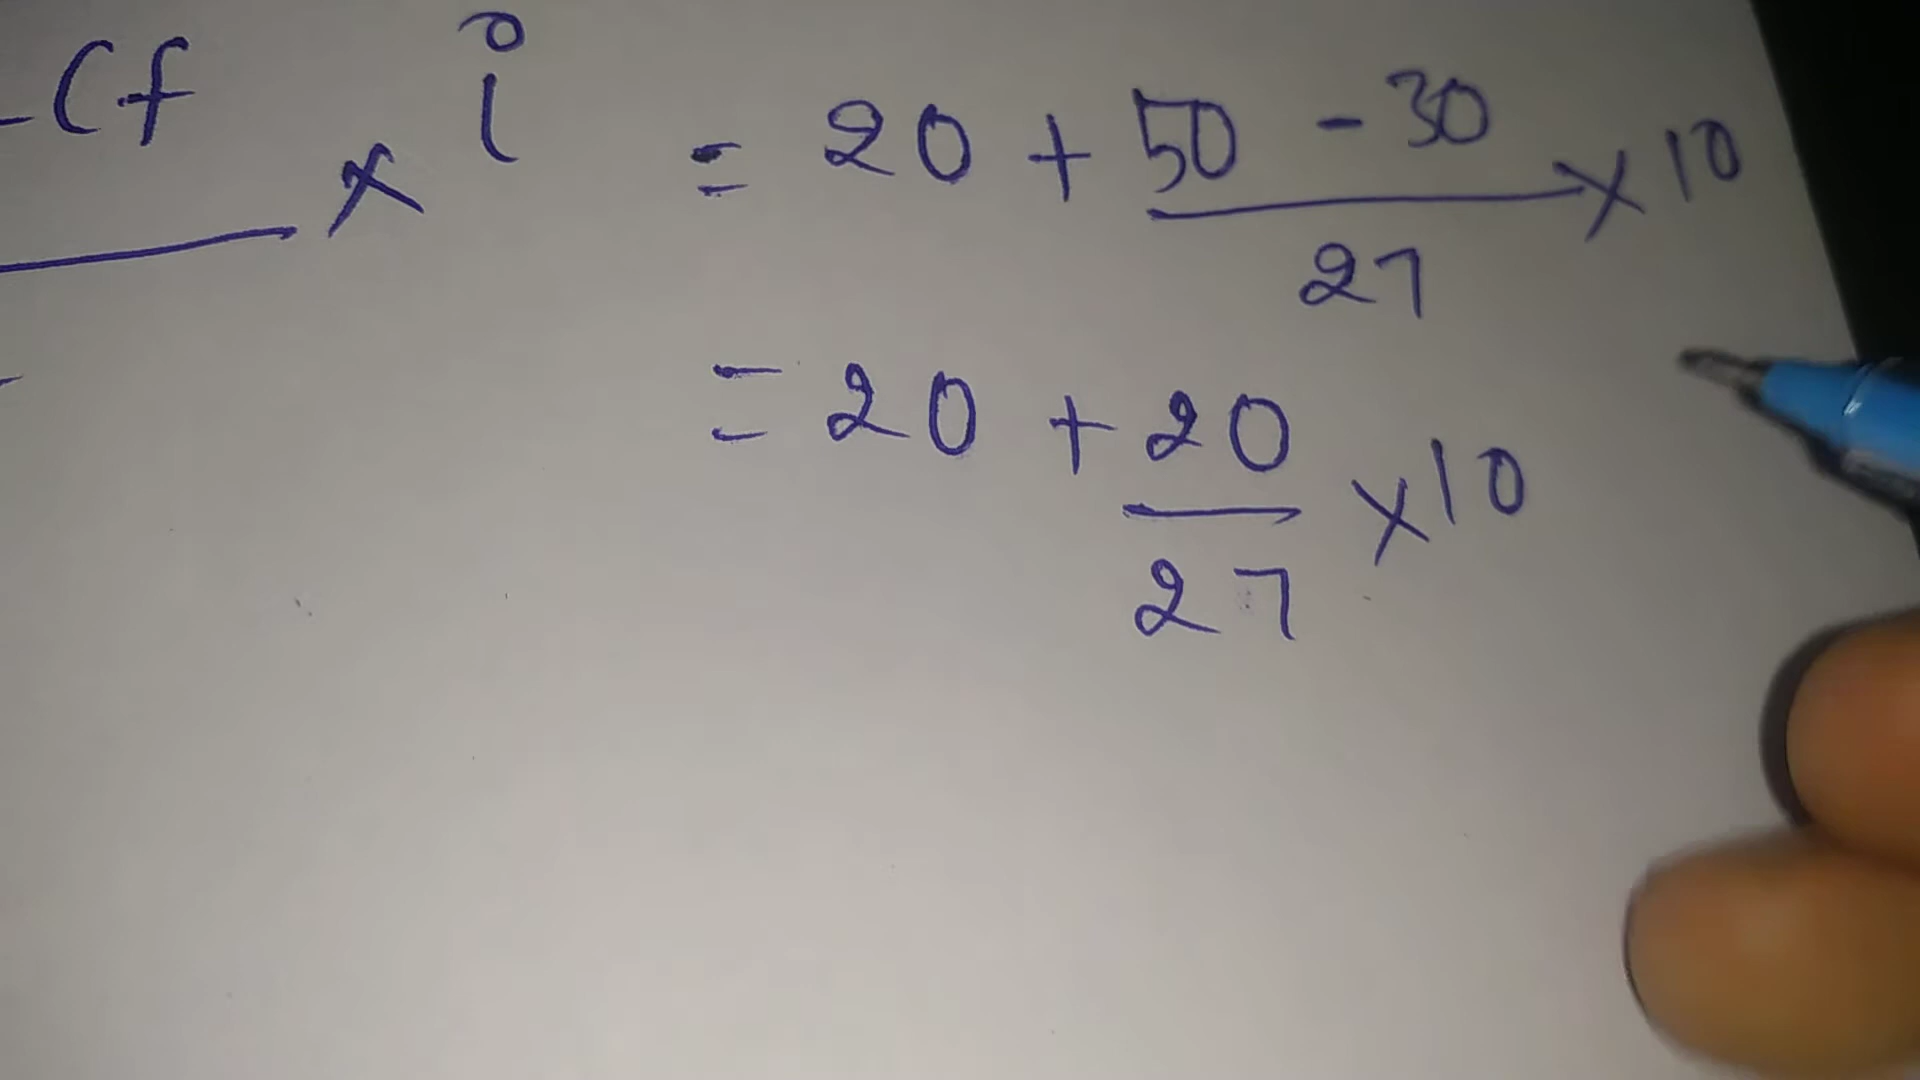 -Cf × i = 20 + 50 - 30 × 10
27
= 20 + 20 × 10
27